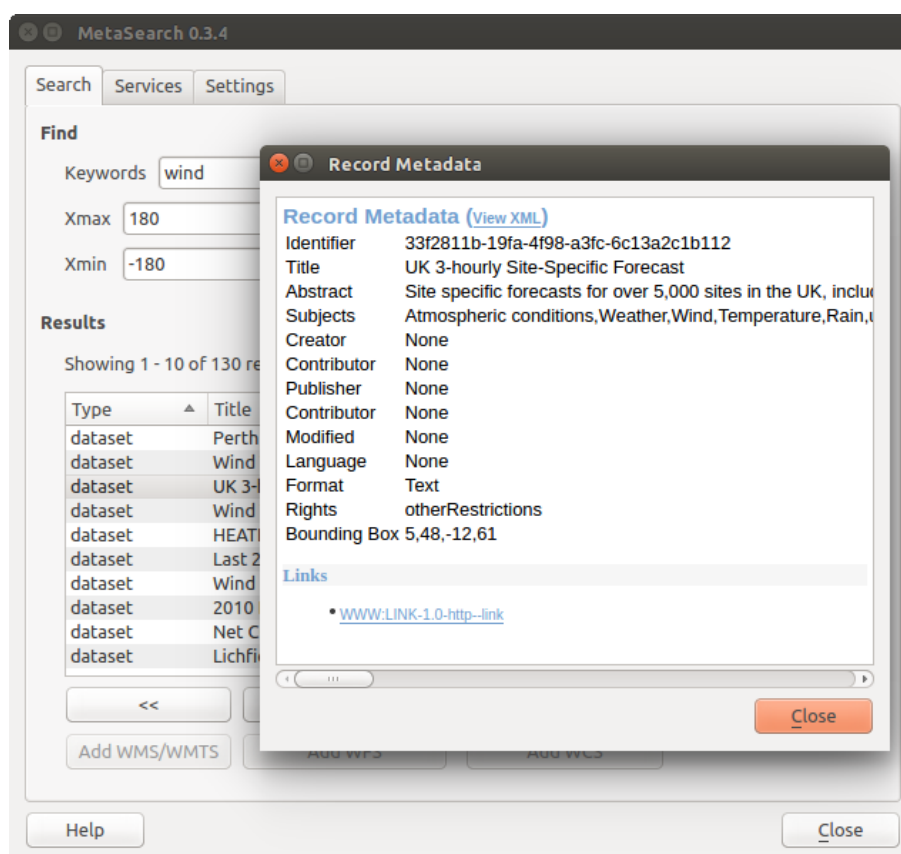 MetaSearch 0.3.4
Search Services Settings
Find
Keywords wind
Xmax 180
Xmin -180
Results
Showing 1 - 10 of 130 re
Type Title
dataset Perth
dataset Wind
dataset UK 3-
dataset Wind
dataset HEAT
dataset Last 2
dataset Wind
dataset 2010
dataset Net C
dataset Lichfi
<<
Add WMS/WMTS Add WFS Add WCS
Help Close
Record Metadata
Record Metadata (View XML)
Identifier 33f2811b-19fa-4f98-a3fc-6c13a2c1b112
Title UK 3-hourly Site-Specific Forecast
Abstract Site specific forecasts for over 5,000 sites in the UK, includ
Subjects Atmospheric conditions,Weather,Wind,Temperature,Rain,u
Creator None
Contributor None
Publisher None
Contributor None
Modified None
Language None
Format Text
Rights otherRestrictions
Bounding Box 5,48,-12,61
Links
WWW:LINK-1.0-http--link
Close